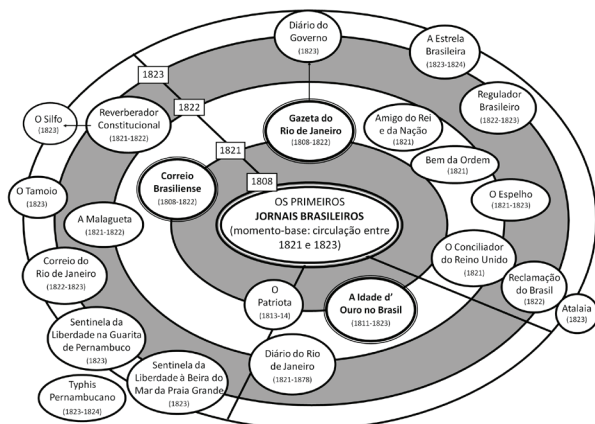 Diário do
Governo
(1823)
A Estrela
Brasileira
(1823-1824)
1823
Regulador
Brasileiro
(1822-1823)
1822
O Silfo
(1823)
Reverberador
Constitucional
(1821-1822)
Gazeta do
Rio de Janeiro
(1808-1822)
Amigo do Rei
e da Nação
(1821)
1821
Bem da Ordem
(1821)
Correio
Brasiliense
(1808-1822)
1808
O Tamoio
(1823)
O Espelho
(1821-1823)
OS PRIMEIROS
JORNAIS BRASILEIROS
(momento-base: circulação entre
1821 e 1823)
A Malagueta
(1821-1822)
O Conciliador
do Reino Unido
(1821)
Correio do
Rio de Janeiro
(1822-1823)
Reclamação
do Brasil
(1822)
O
Patriota
(1813-14)
A Idade d'
Ouro no Brasil
(1811-1823)
Atalaia
(1823)
Sentinela da
Liberdade na Guarita
de Pernambuco
(1823)
Diário do Rio
de Janeiro
(1821-1878)
Sentinela da
Liberdade à Beira do
Mar da Praia Grande
(1823)
Typhis
Pernambucano
(1823-1824)